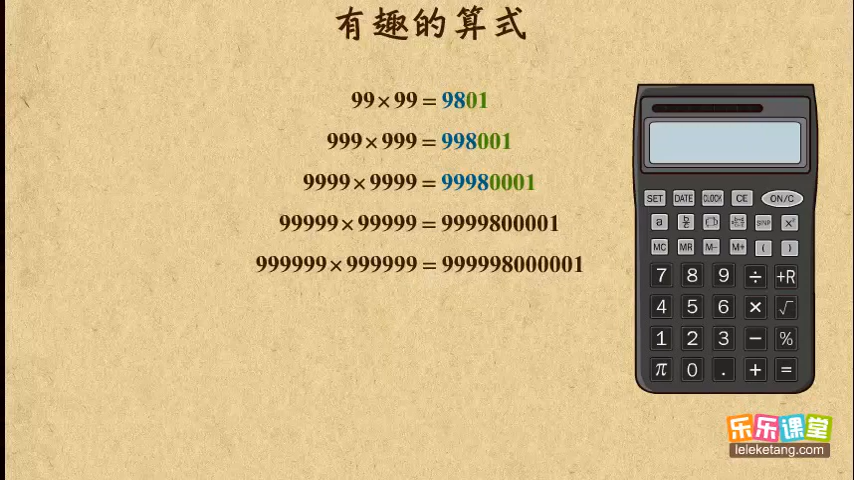 有趣的算式
99×99=9801
999×999=998001
9999×9999=99980001
99999×99999=9999800001
999999×999999=999998000001
SET DATE CLOCK CE ON/C
a
MC MR M- M+ ( )
7 8 9 ÷ +R
4 5 6 × √
1 2 3 − %
π 0 . + =
乐乐课堂
leleketang.com